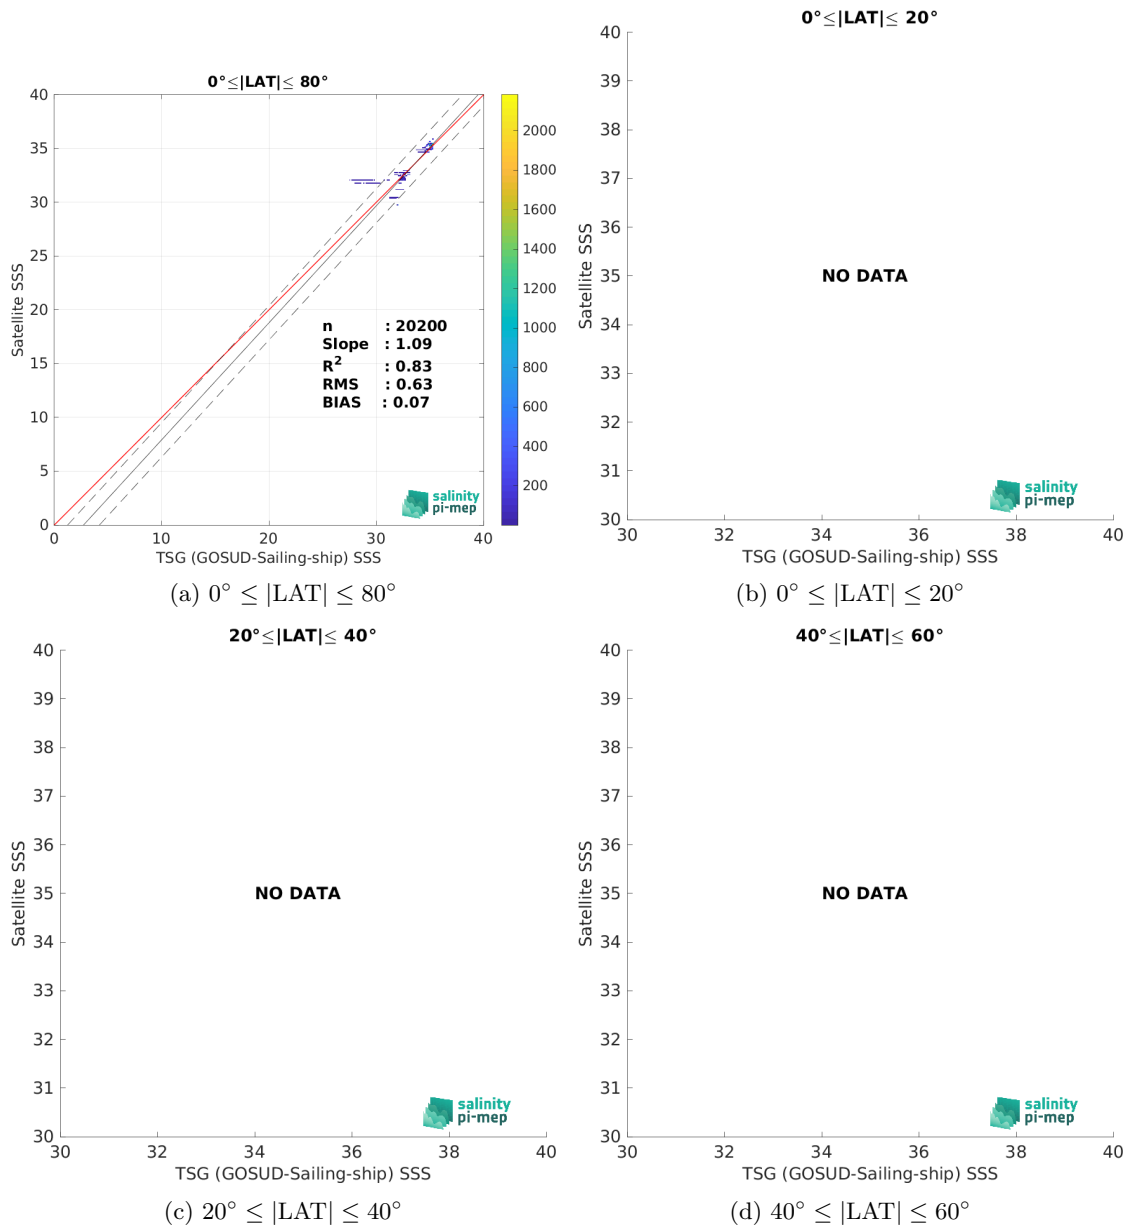 0°≤|LAT|≤ 80°
40
35
30
25
20
15
10
5
0
0
10
20
30
40
Satellite SSS
TSG (GOSUD-Sailing-ship) SSS
n : 20200
Slope : 1.09
R² : 0.83
RMS : 0.63
BIAS : 0.07
salinity
pi-mep
2000
1800
1600
1400
1200
1000
800
600
400
200
(a) 0° ≤ |LAT| ≤ 80°
0°≤|LAT|≤ 20°
40
39
38
37
36
35
34
33
32
31
30
30
32
34
36
38
40
Satellite SSS
NO DATA
salinity
pi-mep
TSG (GOSUD-Sailing-ship) SSS
(b) 0° ≤ |LAT| ≤ 20°
20°≤|LAT|≤ 40°
40
39
38
37
36
35
34
33
32
31
30
30
32
34
36
38
40
Satellite SSS
NO DATA
salinity
pi-mep
TSG (GOSUD-Sailing-ship) SSS
(c) 20° ≤ |LAT| ≤ 40°
40°≤|LAT|≤ 60°
40
39
38
37
36
35
34
33
32
31
30
30
32
34
36
38
40
Satellite SSS
NO DATA
salinity
pi-mep
TSG (GOSUD-Sailing-ship) SSS
(d) 40° ≤ |LAT| ≤ 60°